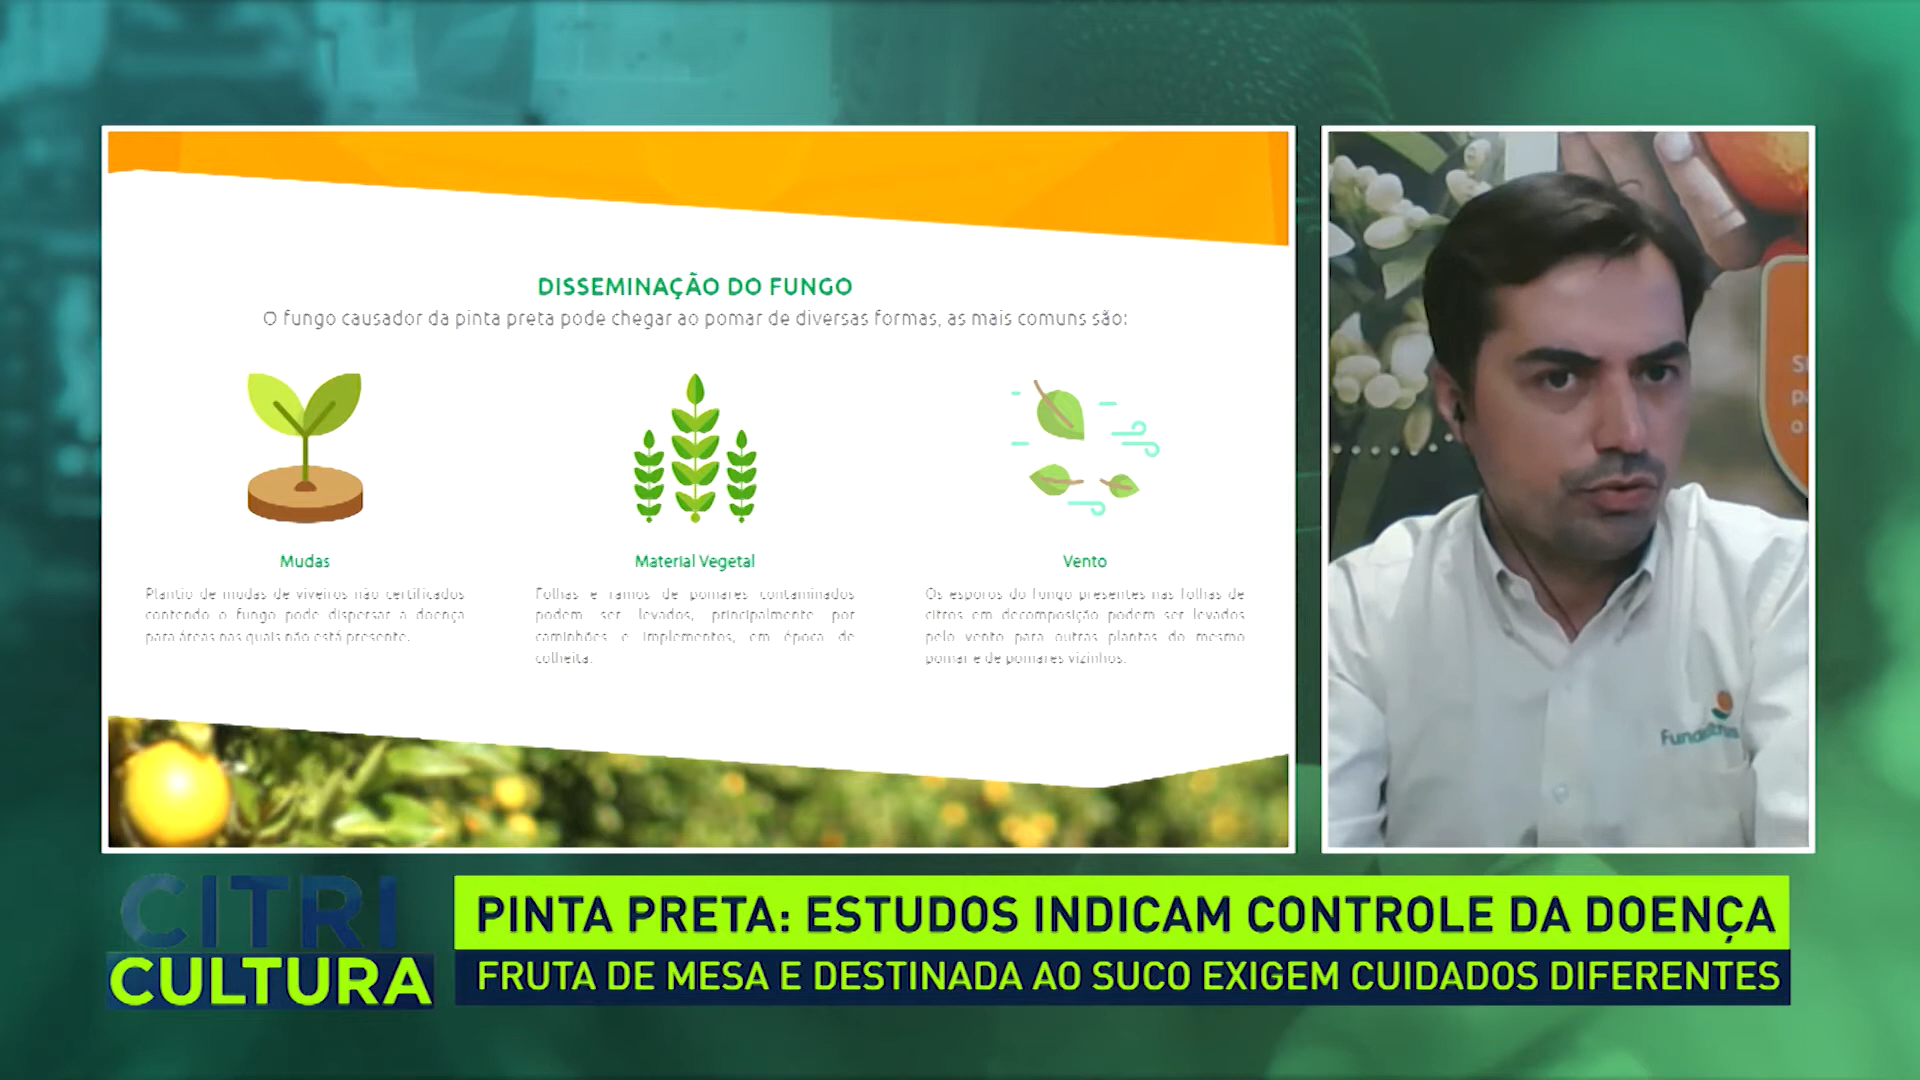 DISSEMINAÇÃO DO FUNGO
O fungo causador da pinta preta pode chegar ao pomar de diversas formas, as mais comuns são:
Mudas
Plantio de mudas de viveiros não certificados
contendo o fungo pode dispersar a doença
para áreas nas quais não está presente.
Material Vegetal
Folhas e ramos de pomares contaminados
podem ser levados, principalmente por
caminhões e implementos, em época de
colheita.
Vento
Os esporos do fungo presentes nas folhas de
citros em decomposição podem ser levados
pelo vento para outras plantas do mesmo
pomar e de pomares vizinhos.
CITRI
CULTURA
PINTA PRETA: ESTUDOS INDICAM CONTROLE DA DOENÇA
FRUTA DE MESA E DESTINADA AO SUCO EXIGEM CUIDADOS DIFERENTES